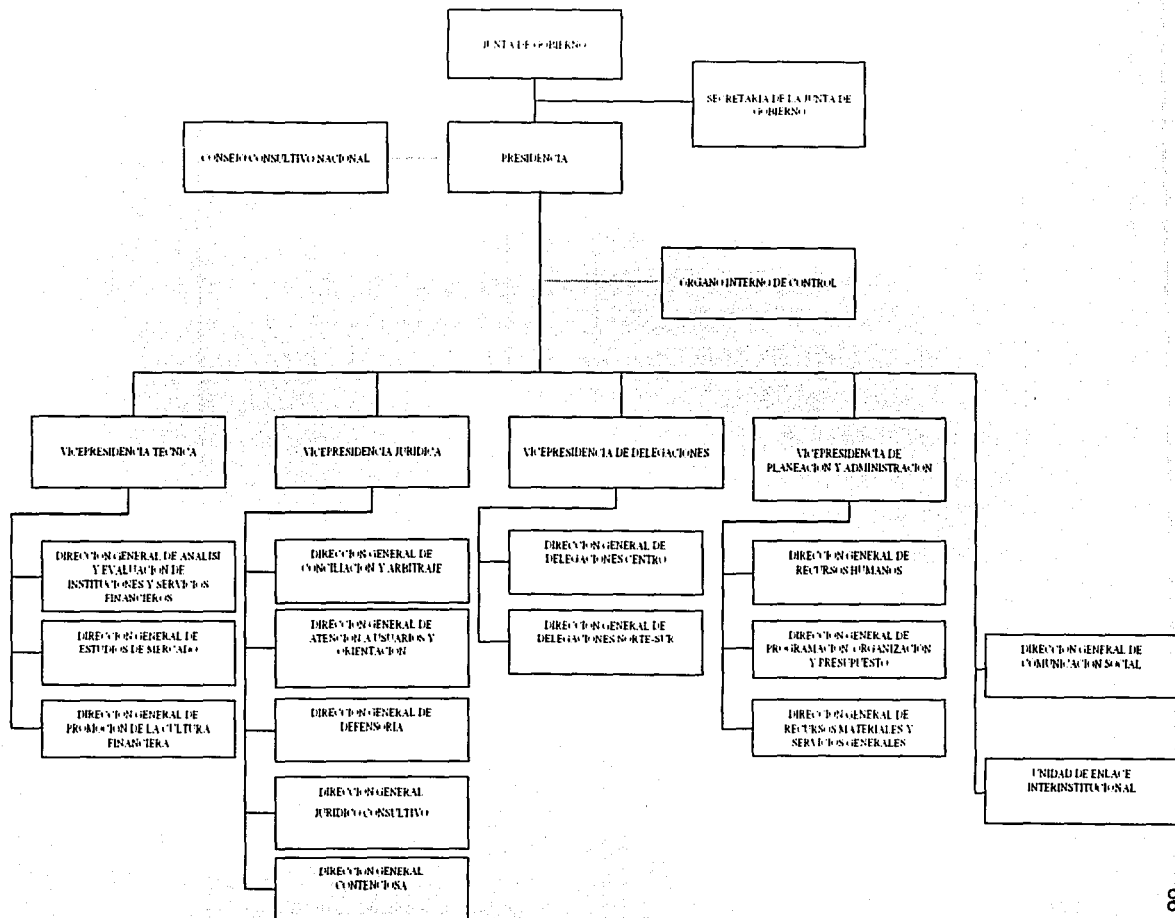 JUNTA DE GOBIERNO
SECRETARIA DE LA JUNTA DE
GOBIERNO
CONSEJO CONSULTIVO NACIONAL
PRESIDENCIA
ORGANO INTERNO DE CONTROL
VICEPRESIDENCIA TECNICA
VICEPRESIDENCIA JURIDICA
VICEPRESIDENCIA DE DELEGACIONES
VICEPRESIDENCIA DE
PLANEACION Y ADMINISTRACION
DIRECCION GENERAL DE ANALISI
Y EVALUACION DE
INSTITUCIONES Y SERVICIOS
FINANCIEROS
DIRECCION GENERAL DE
ESTUDIOS DE MERCADO
DIRECCION GENERAL DE
PROMOCION DE LA CULTURA
FINANCIERA
DIRECCION GENERAL DE
CONCILIACION Y ARBITRAJE
DIRECCION GENERAL DE
ATENCION A USUARIOS Y
ORIENTACION
DIRECCION GENERAL DE
DEFENSORIA
DIRECCION GENERAL
JURIDICO CONSULTIVO
DIRECCION GENERAL
CONTENCIOSA
DIRECCION GENERAL DE
DELEGACIONES CENTRO
DIRECCION GENERAL DE
DELEGACIONES NORTE-SUR
DIRECCION GENERAL DE
RECURSOS HUMANOS
DIRECCION GENERAL DE
PROGRAMACION ORGANIZACION
Y PRESUPUESTO
DIRECCION GENERAL DE
RECURSOS MATERIALES Y
SERVICIOS GENERALES
DIRECCION GENERAL DE
COMUNICACION SOCIAL
UNIDAD DE ENLACE
INTERINSTITUCIONAL